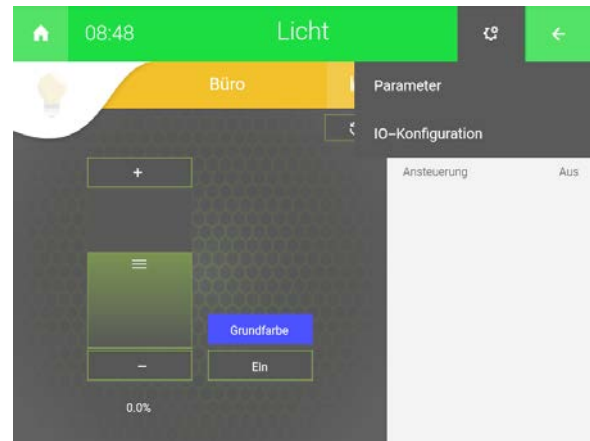 08:48
Licht
Büro
Parameter
IO-Konfiguration
Ansteuerung
Aus
+
Grundfarbe
−
Ein
0.0%